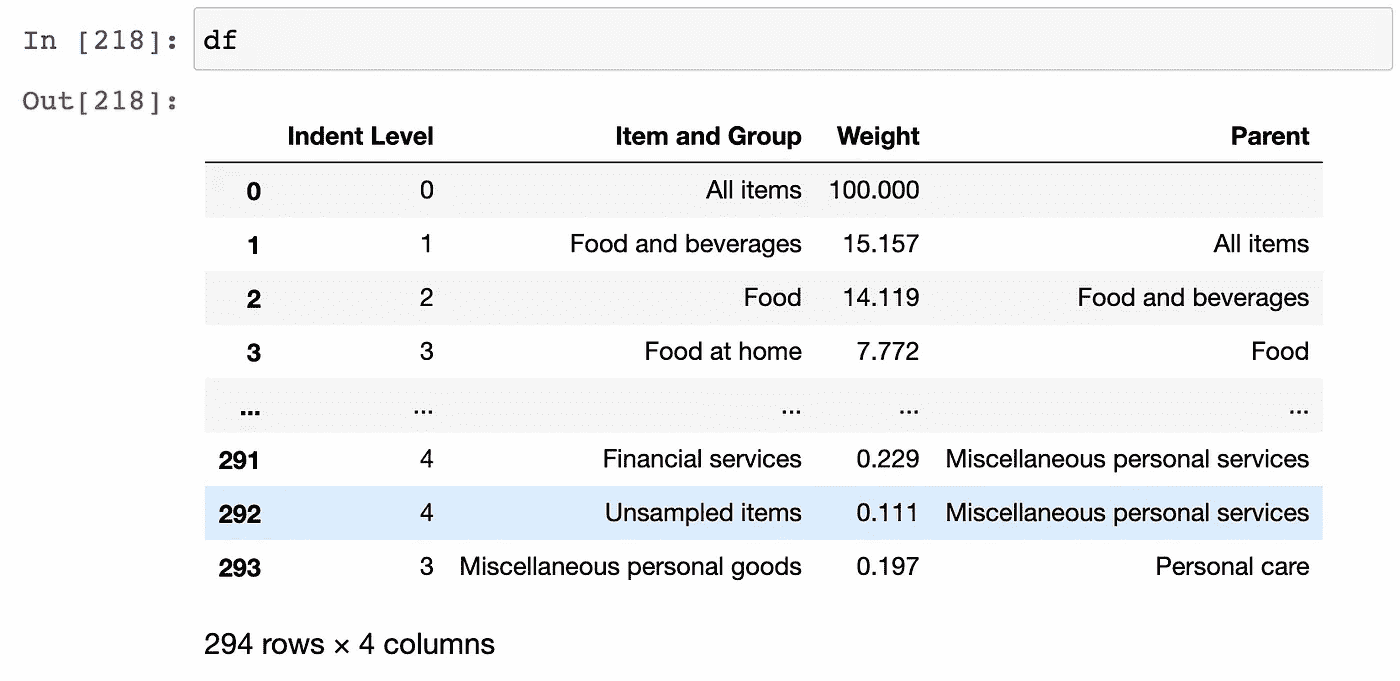 In [218]: df
Out[218]:
Indent Level Item and Group Weight Parent
0 0 All items 100.000
1 1 Food and beverages 15.157 All items
2 2 Food 14.119 Food and beverages
3 3 Food at home 7.772 Food
... ... ... ... ...
291 4 Financial services 0.229 Miscellaneous personal services
292 4 Unsampled items 0.111 Miscellaneous personal services
293 3 Miscellaneous personal goods 0.197 Personal care
294 rows × 4 columns